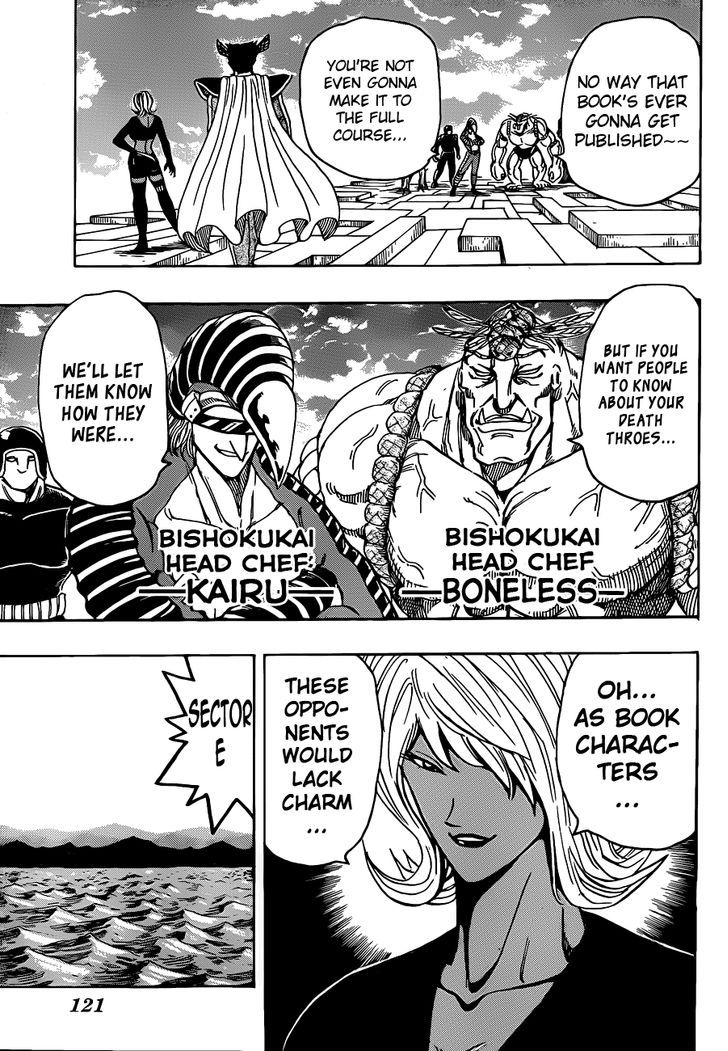 NO WAY THAT
BOOK'S EVER
GONNA GET
PUBLISHED~~
YOU'RE NOT
EVEN GONNA
MAKE IT TO
THE FULL
COURSE...
BUT IF YOU
WANT PEOPLE
TO KNOW
ABOUT YOUR
DEATH
THROES...
WE'LL LET
THEM KNOW
HOW THEY
WERE...
BISHOKUKAI
HEAD CHEF
BONELESS
BISHOKUKAI
HEAD CHEF:
KAIRU
OH...
AS BOOK
CHARAC-
TERS
...
THESE
OPPO-
NENTS
WOULD
LACK
CHARM
...
SECTOR
E
121